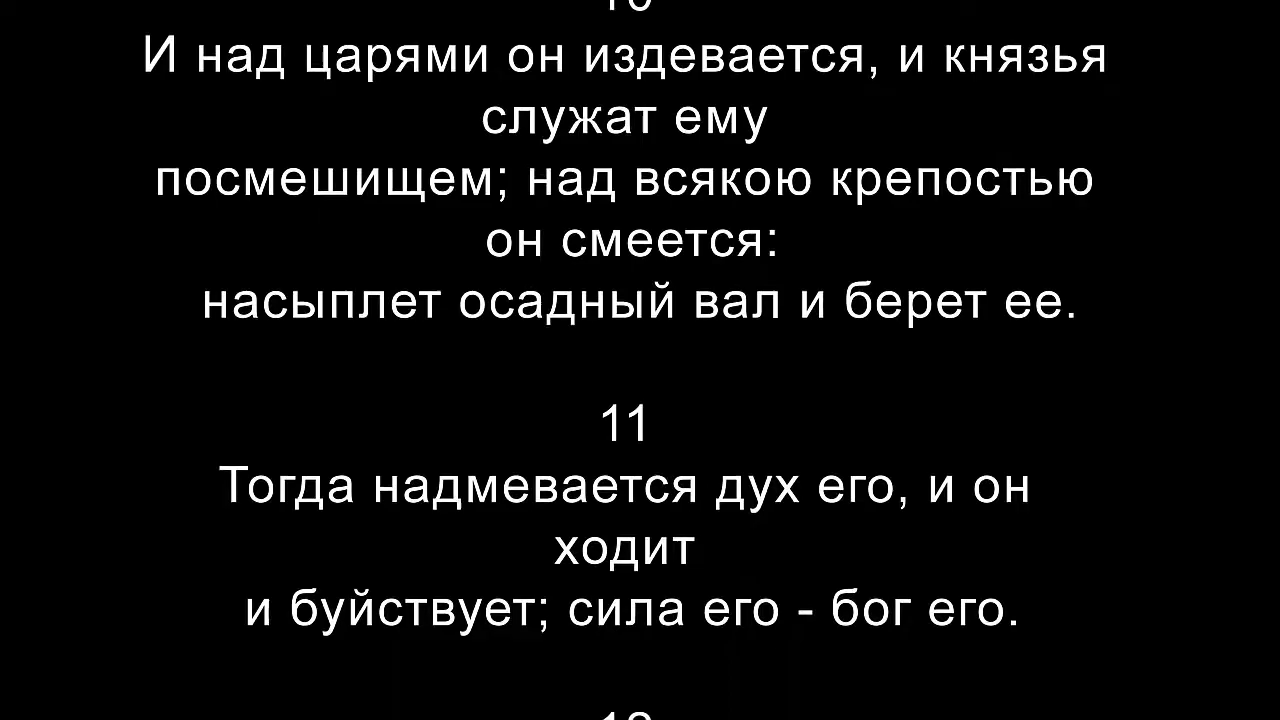 10
И над царями он издевается, и князья
служат ему
посмешищем; над всякою крепостью
он смеется:
насыплет осадный вал и берет ее.
11
Тогда надмевается дух его, и он
ходит
и буйствует; сила его - бог его.